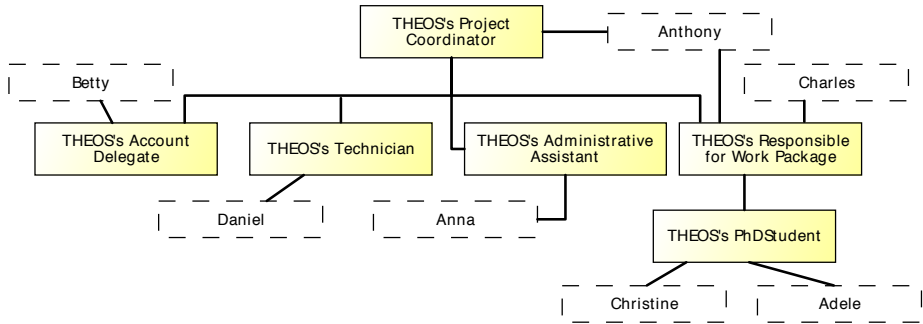 THEOS's Project
Coordinator
Anthony
Betty
Charles
THEOS's Account
Delegate
THEOS's Technician
THEOS's Administrative
Assistant
THEOS's Responsible
for Work Package
Daniel
Anna
THEOS's PhDStudent
Christine
Adele